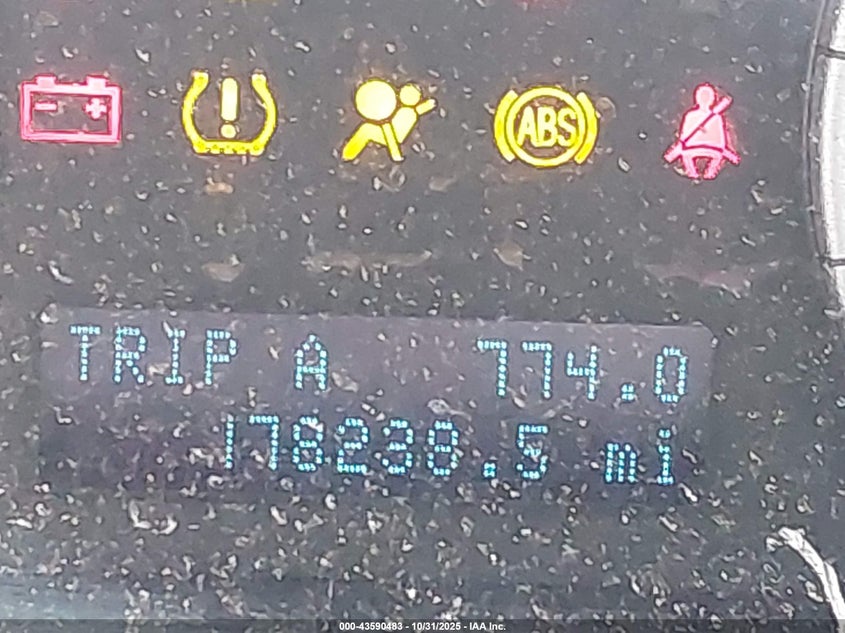 ABS
TRIP A 774.0
178238.5 mi
000-43590483 - 10/31/2025 - IAA Inc.